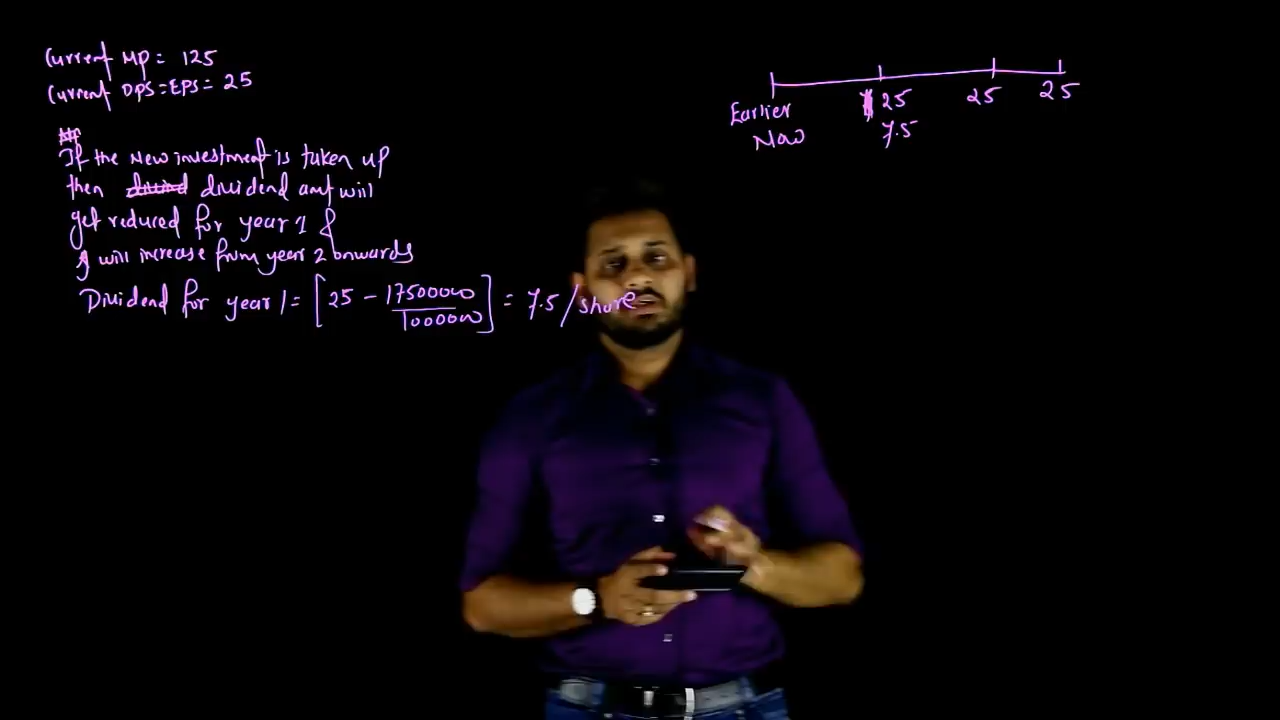 Current MP = 125
Current DPS = EPS = 25
If the New investment is taken up
then dividend amt will
get reduced for year 1 &
will increase from year 2 onwards
Dividend for year 1 = [25 - 17500000 / 1000000] = 7.5/share
Earlier 25 25 25
Now 7.5